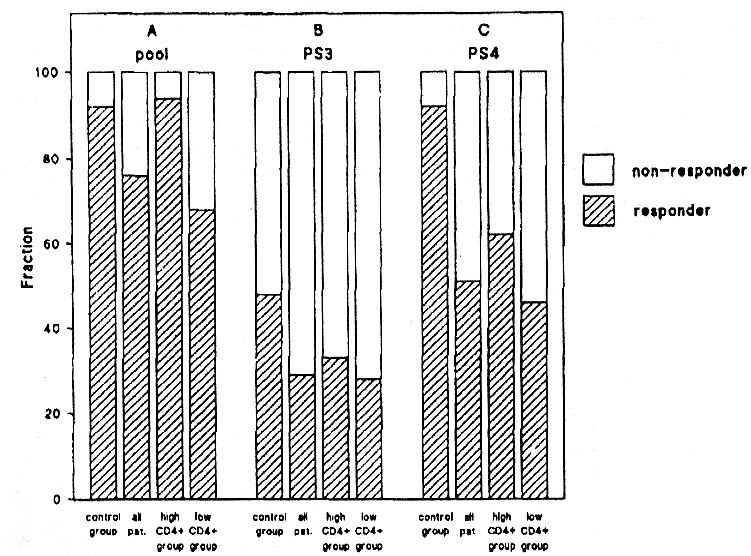 A
B
C
pool
PS3
PS4
100
80
60
40
20
0
Fraction
non-responder
responder
control group
all pat.
high CD4+ group
low CD4+ group
control group
all pat.
high CD4+ group
low CD4+ group
control group
all pat
high CD4+ group
low CD4+ group